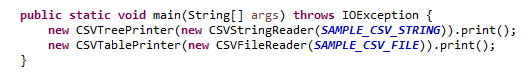 public static void main(String[] args) throws IOException {
    new CSVTreePrinter(new CSVStringReader(SAMPLE_CSV_STRING)).print();
    new CSVTablePrinter(new CSVFileReader(SAMPLE_CSV_FILE)).print();
}